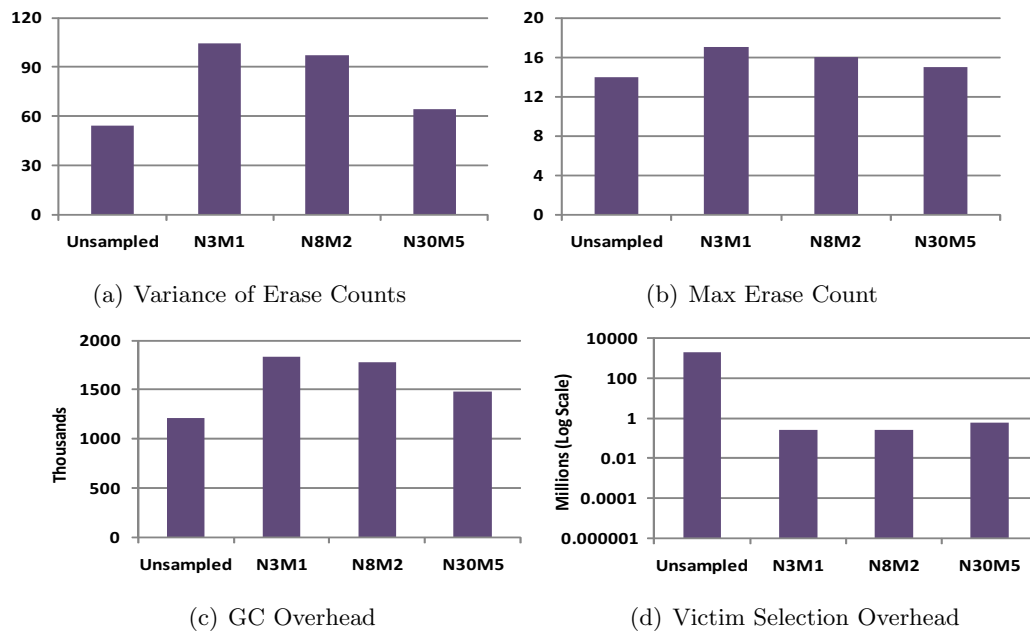 120
90
60
30
0
Unsampled N3M1 N8M2 N30M5
(a) Variance of Erase Counts
20
16
12
8
4
0
Unsampled N3M1 N8M2 N30M5
(b) Max Erase Count
Thousands
2000
1500
1000
500
0
Unsampled N3M1 N8M2 N30M5
(c) GC Overhead
Millions (Log Scale)
10000
100
1
0.01
0.0001
0.000001
Unsampled N3M1 N8M2 N30M5
(d) Victim Selection Overhead